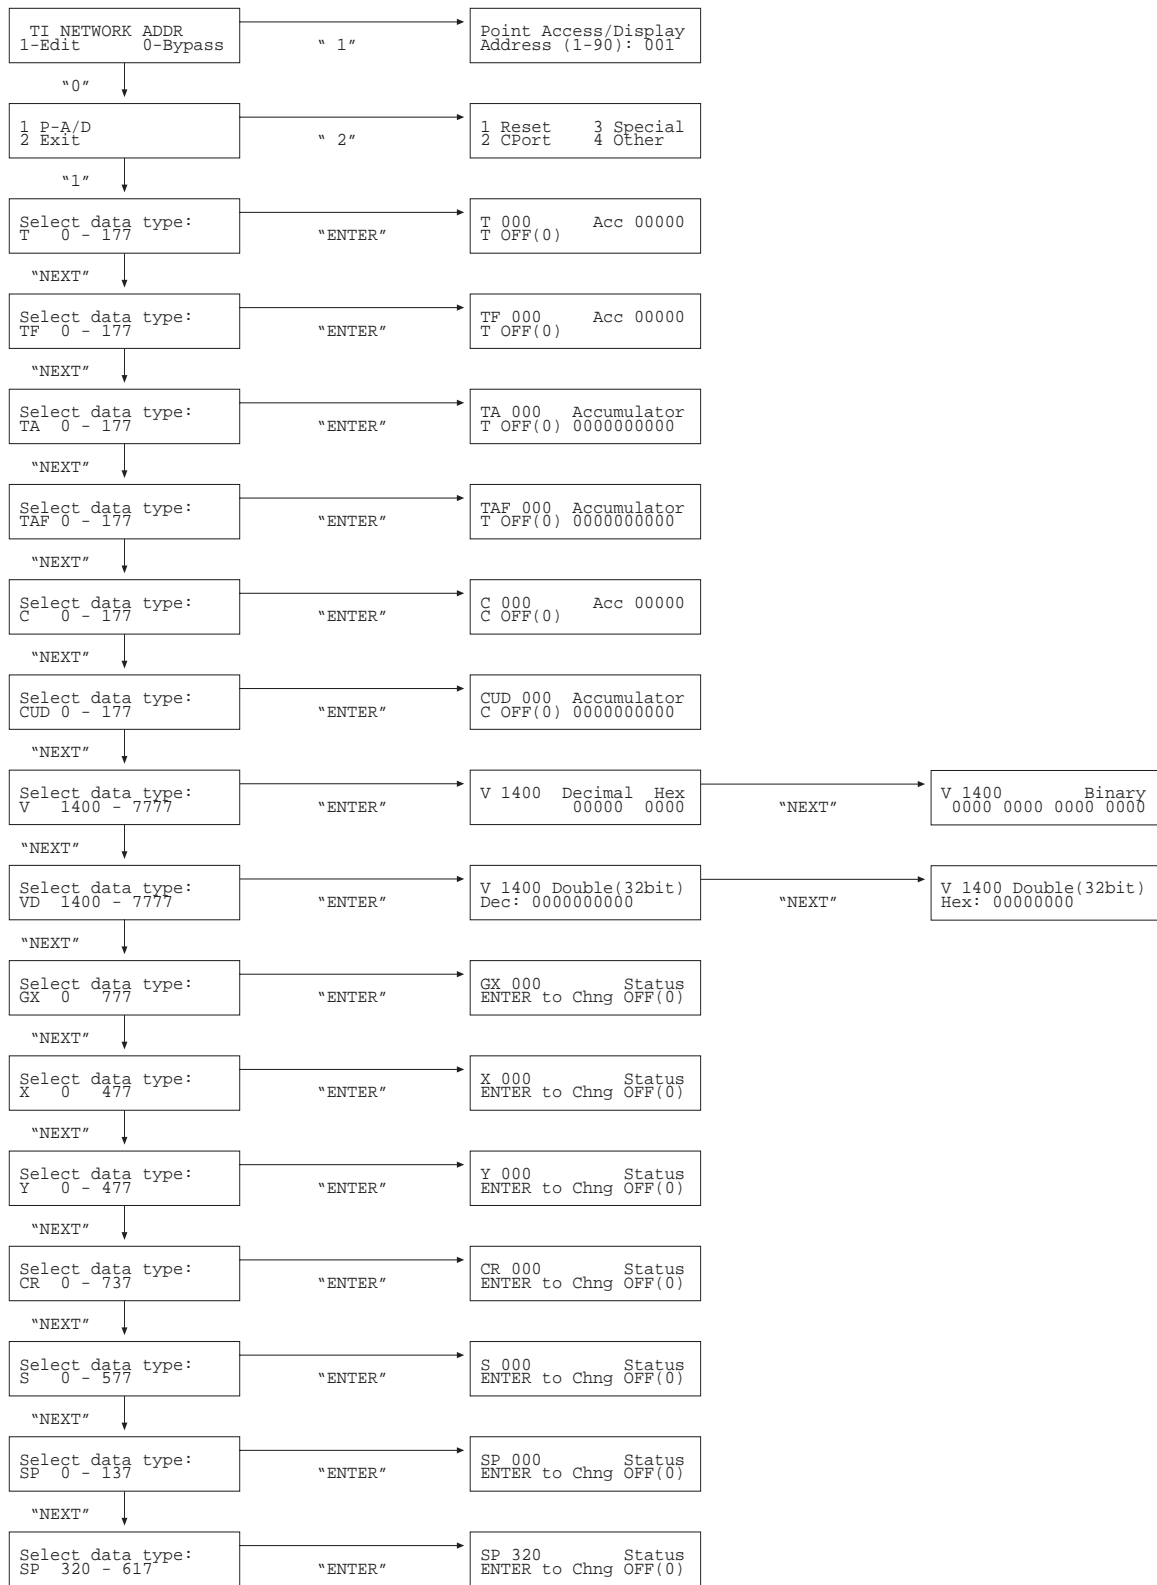 TI NETWORK ADDR
1-Edit 0-Bypass
" 1"
Point Access/Display
Address (1-90): 001
"0"
1 P-A/D
2 Exit
" 2"
1 Reset 3 Special
2 CPort 4 Other
"1"
Select data type:
T 0 - 177
"ENTER"
T 000 Acc 00000
T OFF(0)
"NEXT"
Select data type:
TF 0 - 177
"ENTER"
TF 000 Acc 00000
T OFF(0)
"NEXT"
Select data type:
TA 0 - 177
"ENTER"
TA 000 Accumulator
T OFF(0) 0000000000
"NEXT"
Select data type:
TAF 0 - 177
"ENTER"
TAF 000 Accumulator
T OFF(0) 0000000000
"NEXT"
Select data type:
C 0 - 177
"ENTER"
C 000 Acc 00000
C OFF(0)
"NEXT"
Select data type:
CUD 0 - 177
"ENTER"
CUD 000 Accumulator
C OFF(0) 0000000000
"NEXT"
Select data type:
V 1400 - 7777
"ENTER"
V 1400 Decimal Hex
00000 0000
"NEXT"
V 1400 Binary
0000 0000 0000 0000
"NEXT"
Select data type:
VD 1400 - 7777
"ENTER"
V 1400 Double(32bit)
Dec: 0000000000
"NEXT"
V 1400 Double(32bit)
Hex: 00000000
"NEXT"
Select data type:
GX 0 777
"ENTER"
GX 000 Status
ENTER to Chng OFF(0)
"NEXT"
Select data type:
X 0 477
"ENTER"
X 000 Status
ENTER to Chng OFF(0)
"NEXT"
Select data type:
Y 0 - 477
"ENTER"
Y 000 Status
ENTER to Chng OFF(0)
"NEXT"
Select data type:
CR 0 - 737
"ENTER"
CR 000 Status
ENTER to Chng OFF(0)
"NEXT"
Select data type:
S 0 - 577
"ENTER"
S 000 Status
ENTER to Chng OFF(0)
"NEXT"
Select data type:
SP 0 - 137
"ENTER"
SP 000 Status
ENTER to Chng OFF(0)
"NEXT"
Select data type:
SP 320 - 617
"ENTER"
SP 320 Status
ENTER to Chng OFF(0)